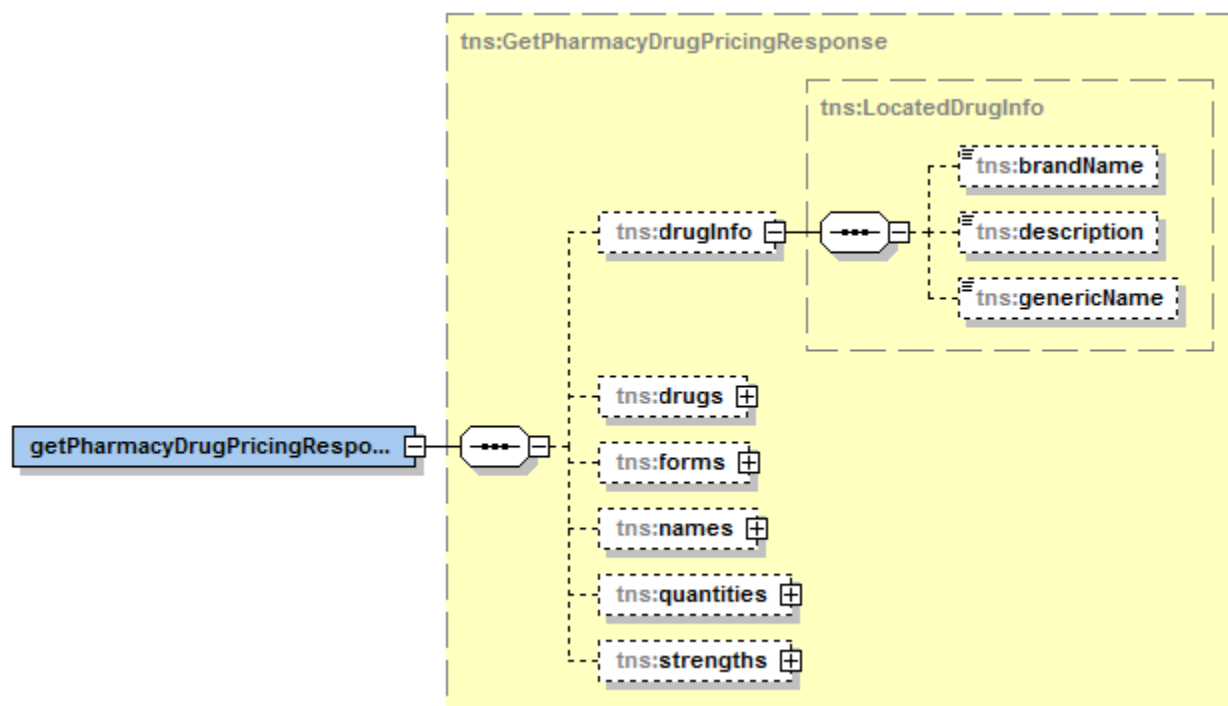 tns:GetPharmacyDrugPricingResponse
tns:LocatedDrugInfo
tns:brandName
tns:drugInfo
tns:description
tns:genericName
tns:drugs
getPharmacyDrugPricingRespo...
tns:forms
tns:names
tns:quantities
tns:strengths